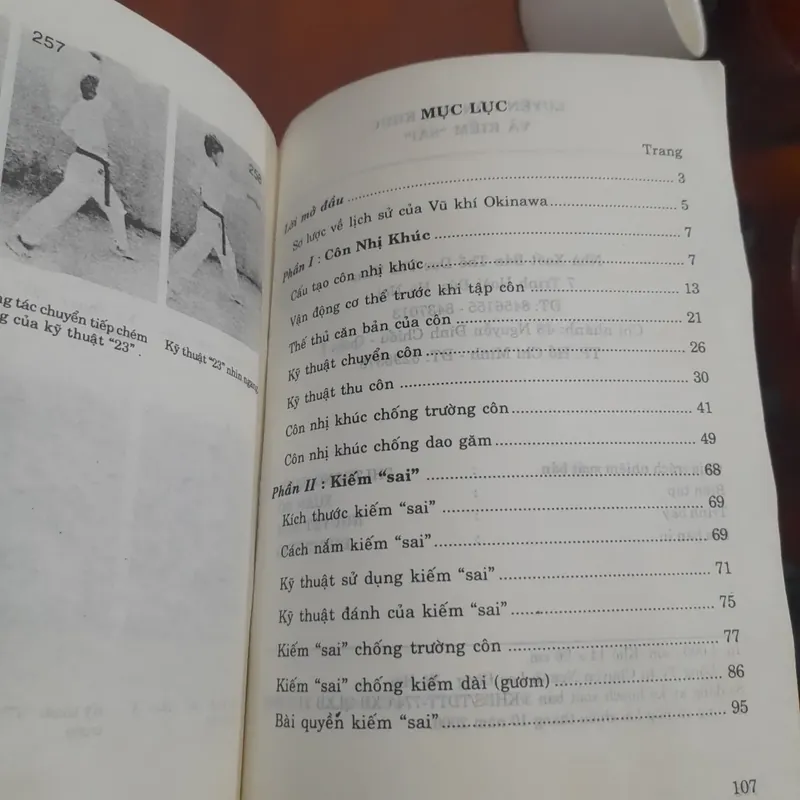 257
258
ng tác chuyển tiếp chém
g của kỹ thuật "23".
Kỹ thuật "23" nhìn ngang
MỤC LỤC
Trang
Lời mở đầu ... 3
Sơ lược về lịch sử của Vũ khí Okinawa ... 5
Phần I : Côn Nhị Khúc ... 7
Cấu tạo côn nhị khúc ... 7
Vận động cơ thể trước khi tập côn ... 13
Thế thủ căn bản của côn ... 21
Kỹ thuật chuyển côn ... 26
Kỹ thuật thu côn ... 30
Côn nhị khúc chống trường côn ... 41
Côn nhị khúc chống dao găm ... 49
Phần II : Kiếm "sai" ... 68
Kích thước kiếm "sai" ... 69
Cách nắm kiếm "sai" ... 69
Kỹ thuật sử dụng kiếm "sai" ... 71
Kỹ thuật đánh của kiếm "sai" ... 75
Kiếm "sai" chống trường côn ... 77
Kiếm "sai" chống kiếm dài (gươm) ... 86
Bài quyền kiếm "sai" ... 95
107